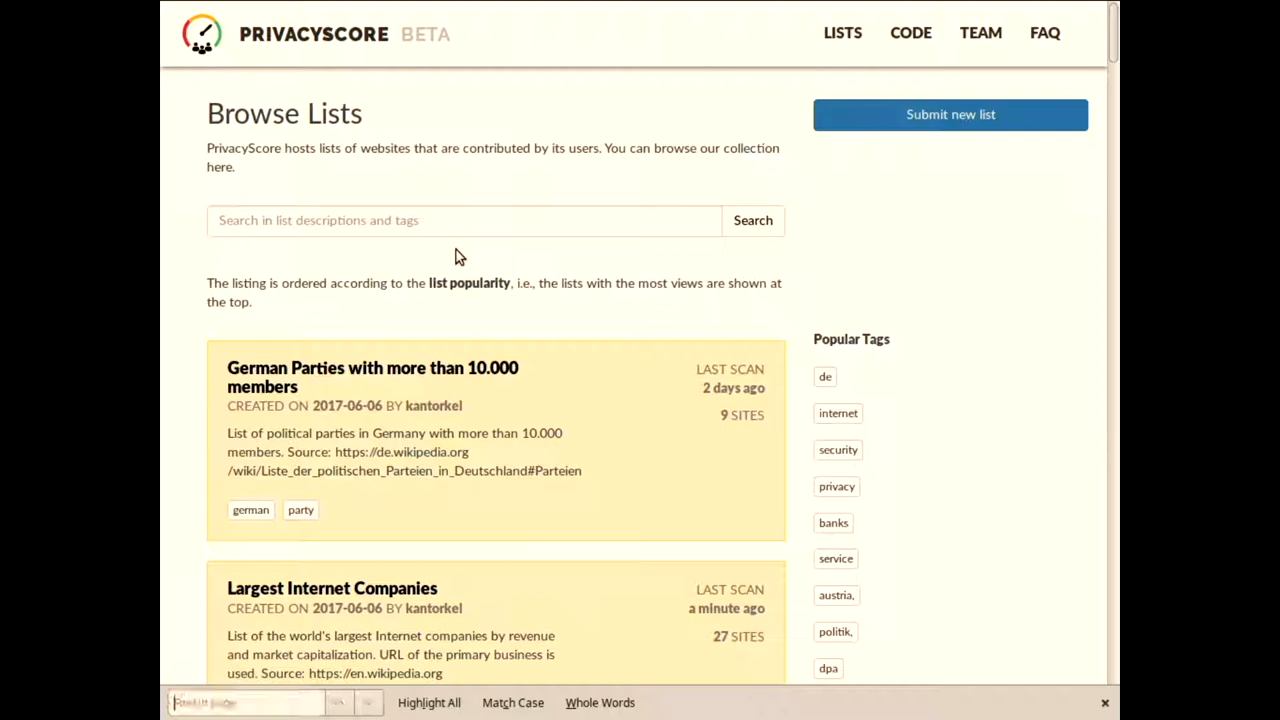 PRIVACYSCORE BETA
LISTS CODE TEAM FAQ
Browse Lists
Submit new list
PrivacyScore hosts lists of websites that are contributed by its users. You can browse our collection
here.
Search in list descriptions and tags
Search
The listing is ordered according to the list popularity, i.e., the lists with the most views are shown at
the top.
German Parties with more than 10.000
members
CREATED ON 2017-06-06 BY kantorkel
List of political parties in Germany with more than 10.000
members. Source: https://de.wikipedia.org
/wiki/Liste_der_politischen_Parteien_in_Deutschland#Parteien
german party
LAST SCAN
2 days ago
9 SITES
Largest Internet Companies
CREATED ON 2017-06-06 BY kantorkel
List of the world's largest Internet companies by revenue
and market capitalization. URL of the primary business is
used. Source: https://en.wikipedia.org
LAST SCAN
a minute ago
27 SITES
Popular Tags
de
internet
security
privacy
banks
service
austria,
politik,
dpa
Highlight All Match Case Whole Words